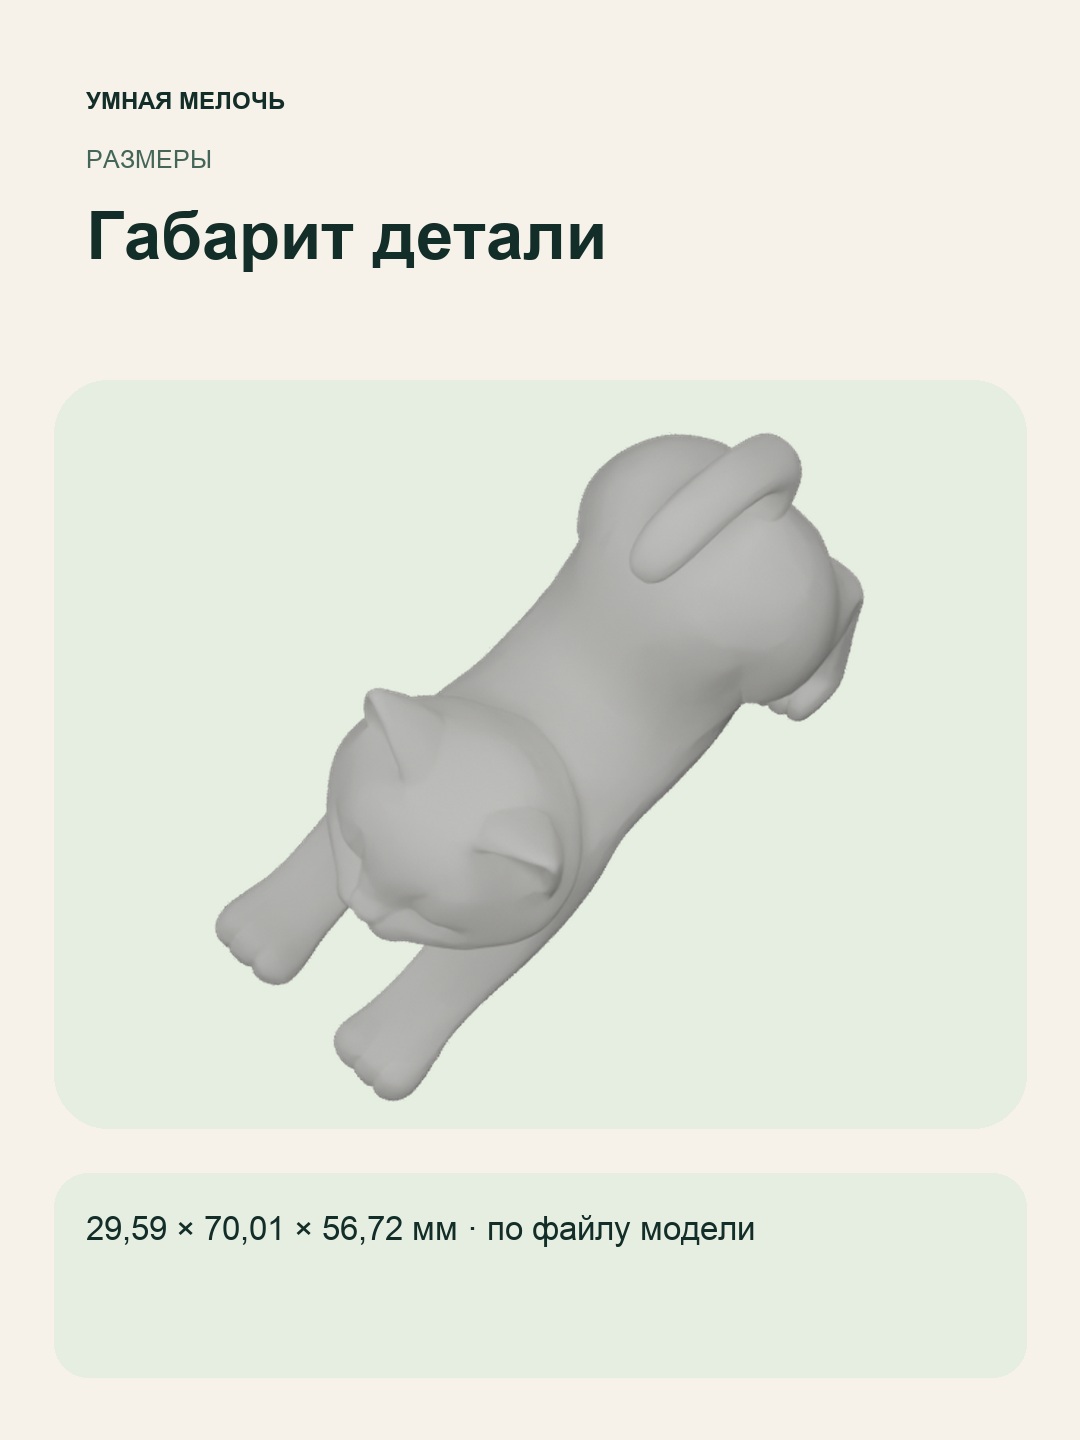 УМНАЯ МЕЛОЧЬ
РАЗМЕРЫ
Габарит детали
29,59 × 70,01 × 56,72 мм · по файлу модели